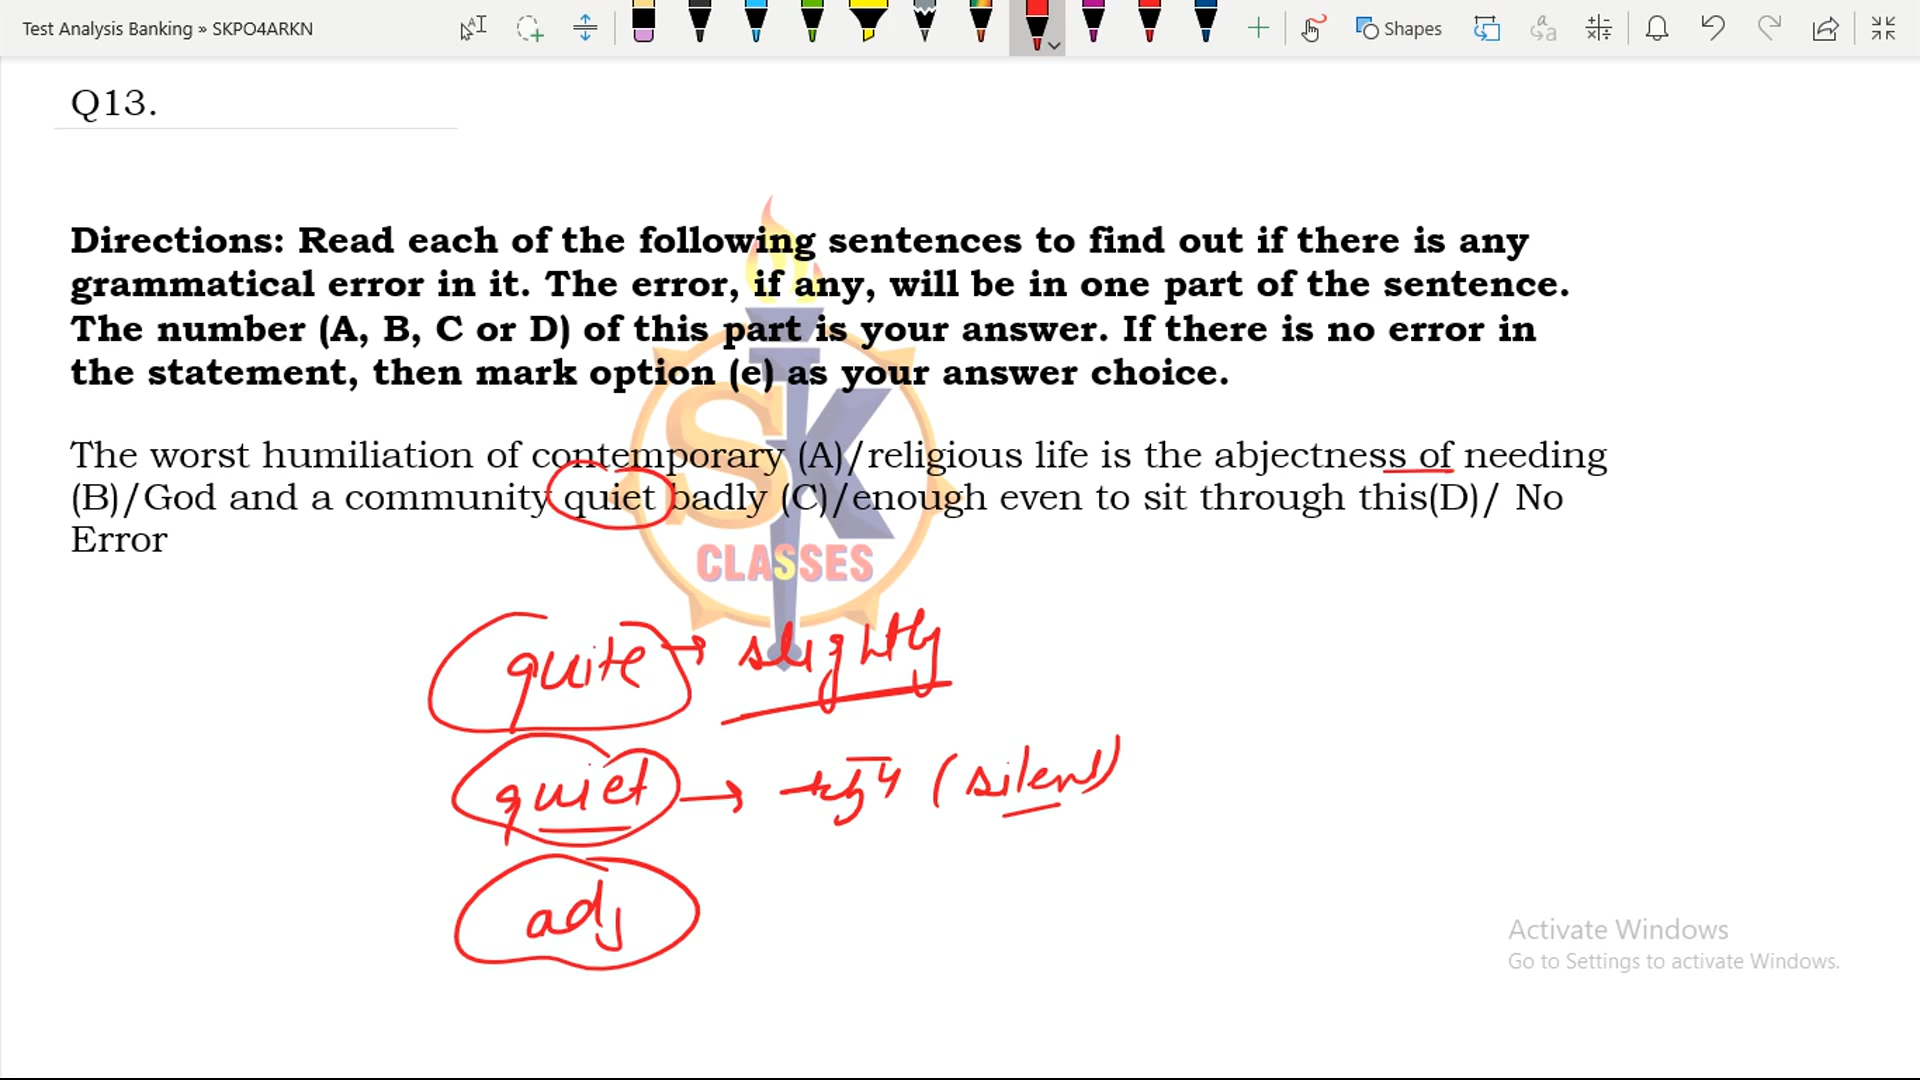 Test Analysis Banking » SKPO4ARKN
Shapes
Q13.
Directions: Read each of the following sentences to find out if there is any
grammatical error in it. The error, if any, will be in one part of the sentence.
The number (A, B, C or D) of this part is your answer. If there is no error in
the statement, then mark option (e) as your answer choice.
The worst humiliation of contemporary (A)/religious life is the abjectness of needing
(B)/God and a community quiet badly (C)/enough even to sit through this(D)/ No
Error
SK
CLASSES
quite → slightly
quiet → (silent)
adj
Activate Windows
Go to Settings to activate Windows.